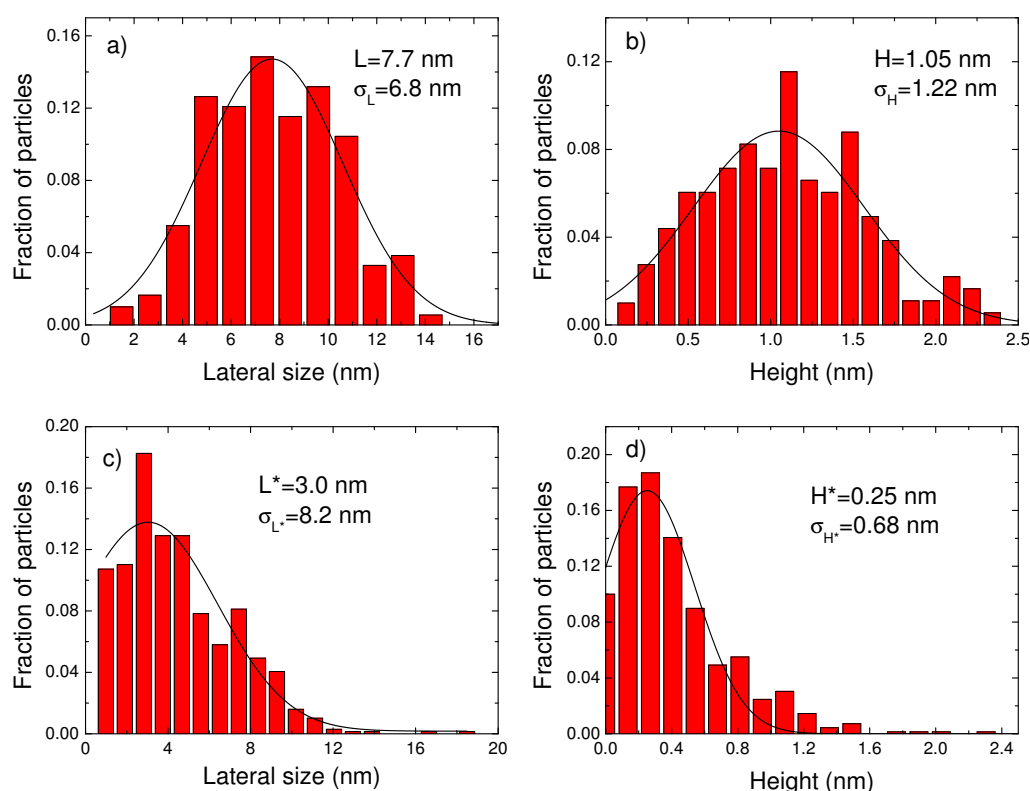 a)
L=7.7 nm
σL=6.8 nm
Fraction of particles
0.16
0.12
0.08
0.04
0.00
0 2 4 6 8 10 12 14 16
Lateral size (nm)
b)
H=1.05 nm
σH=1.22 nm
Fraction of particles
0.12
0.08
0.04
0.00
0.0 0.5 1.0 1.5 2.0 2.5
Height (nm)
c)
L*=3.0 nm
σL*=8.2 nm
Fraction of particles
0.20
0.16
0.12
0.08
0.04
0.00
0 4 8 12 16 20
Lateral size (nm)
d)
H*=0.25 nm
σH*=0.68 nm
Fraction of particles
0.20
0.16
0.12
0.08
0.04
0.00
0.0 0.4 0.8 1.2 1.6 2.0 2.4
Height (nm)